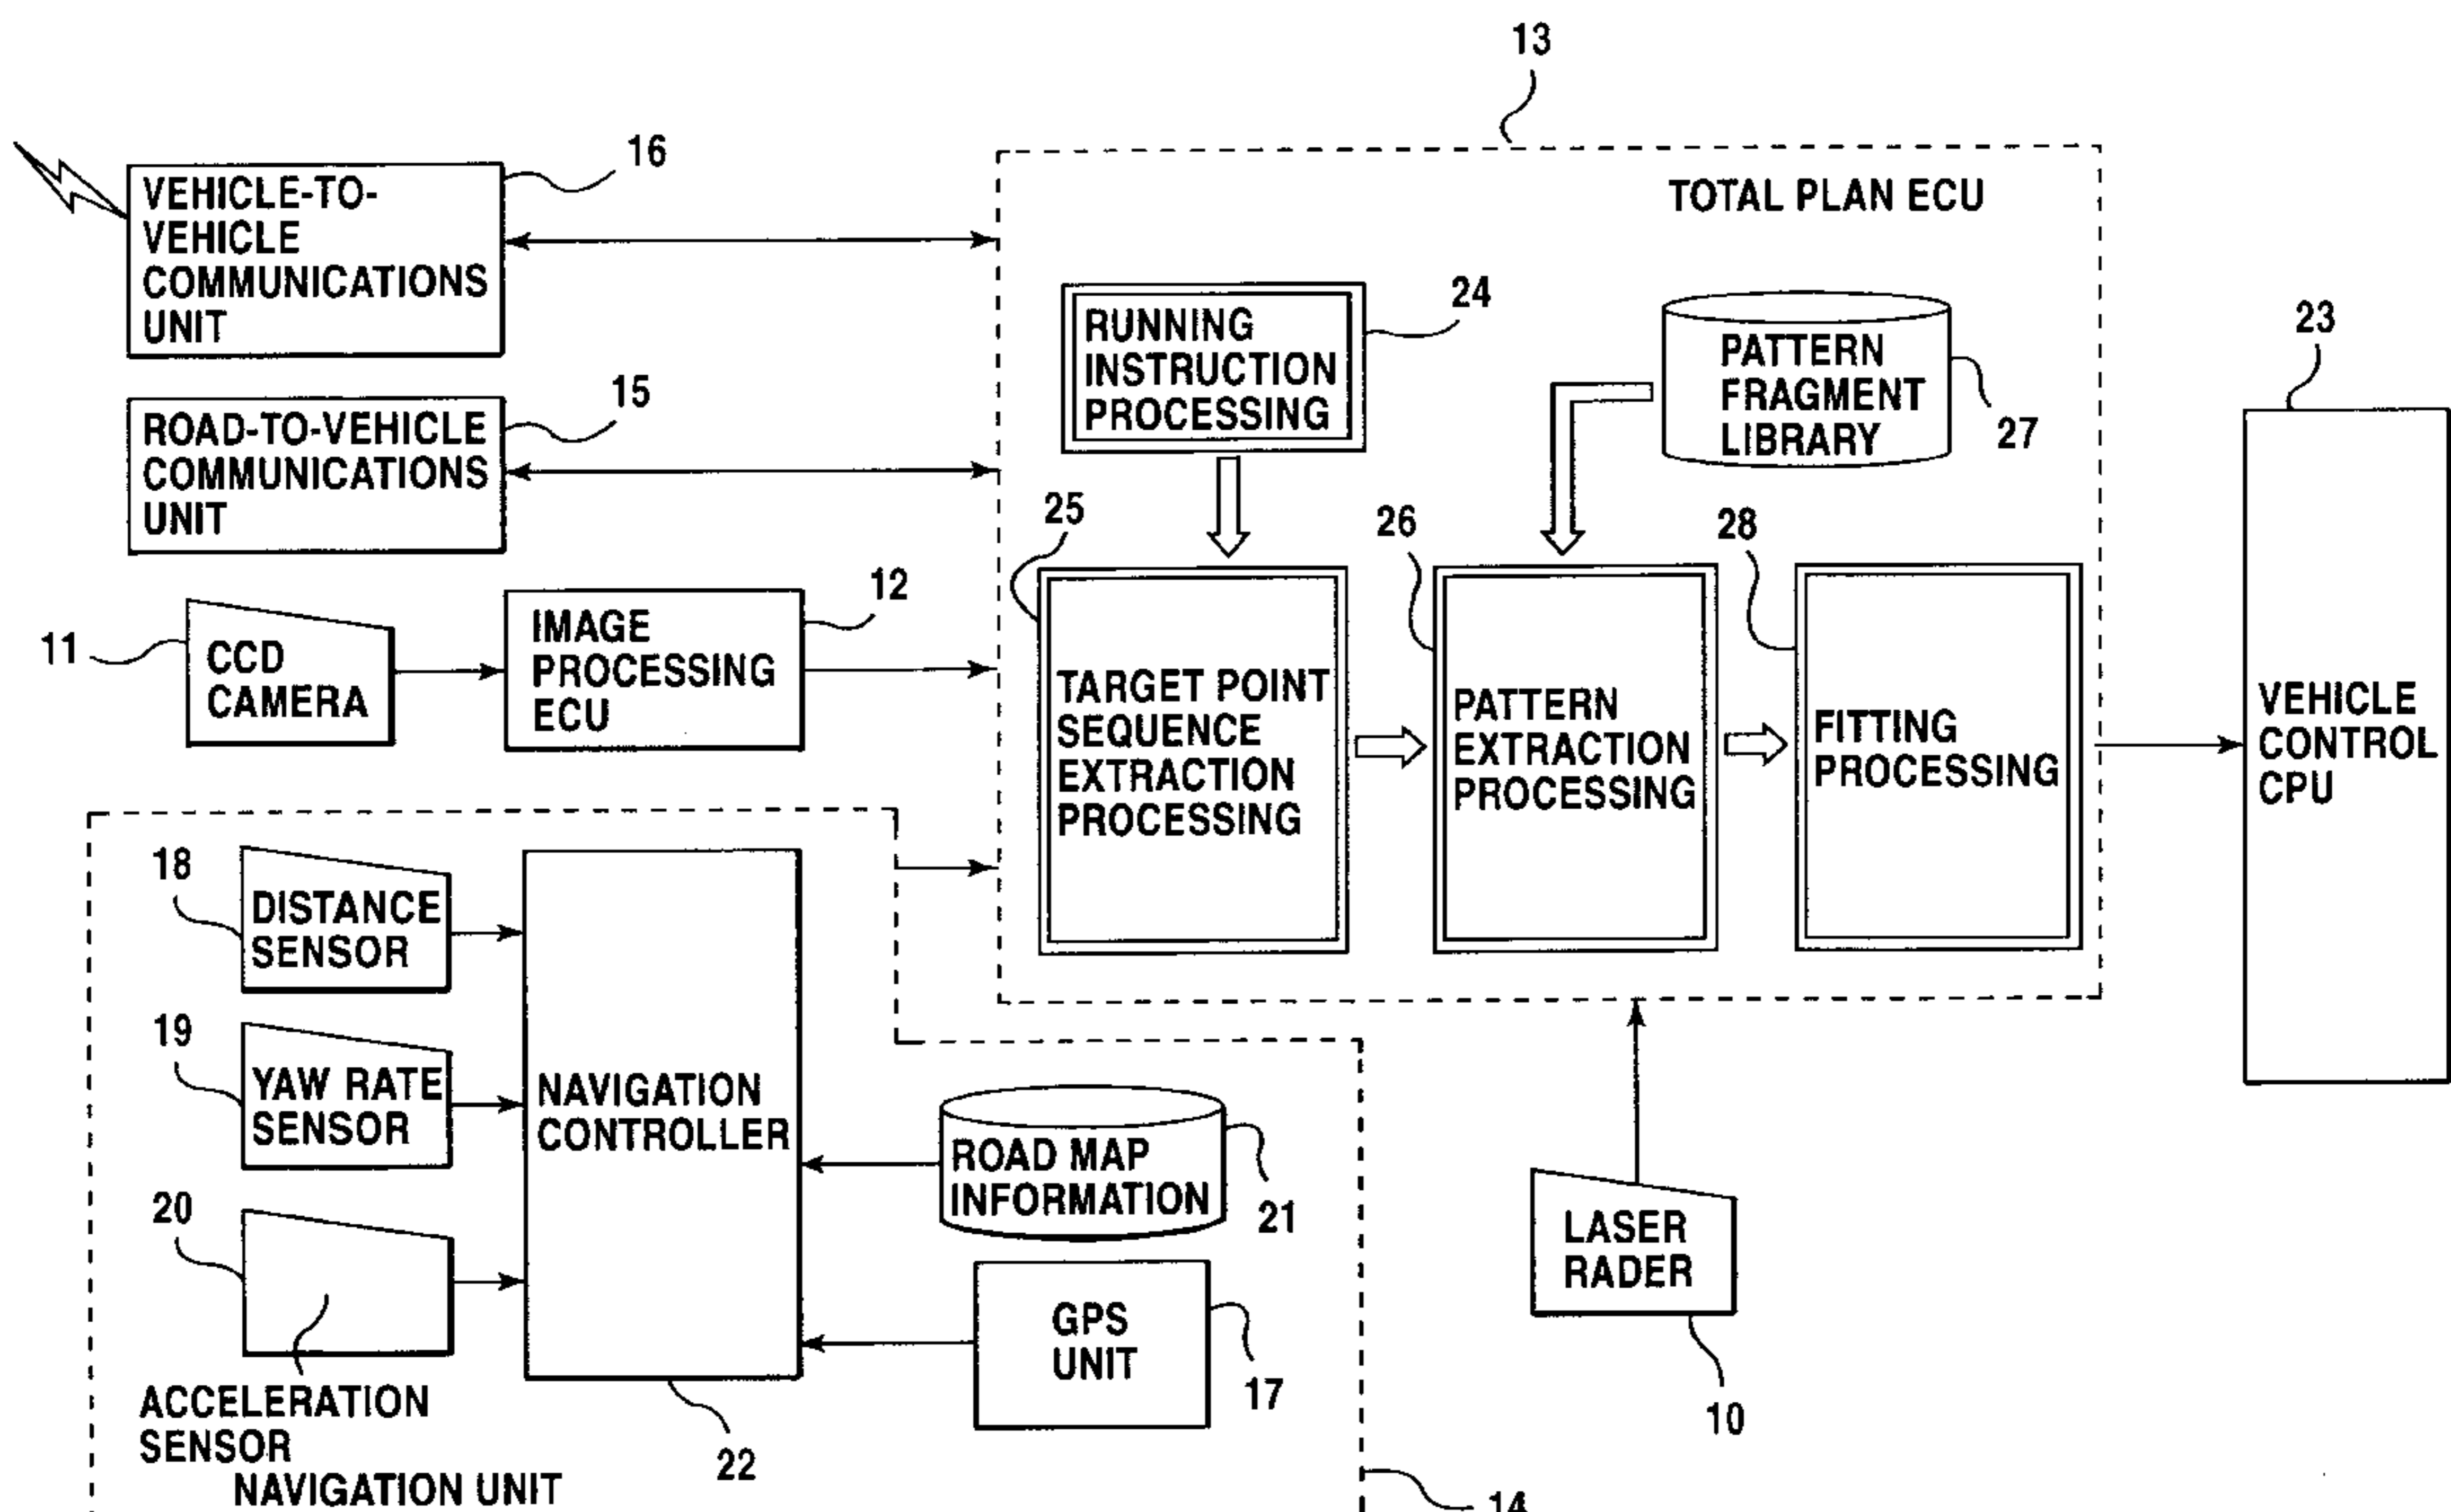 13
16
VEHICLE-TO-
VEHICLE
COMMUNICATIONS
UNIT
TOTAL PLAN ECU
24
RUNNING
INSTRUCTION
PROCESSING
PATTERN
FRAGMENT
LIBRARY
27
23
15
ROAD-TO-VEHICLE
COMMUNICATIONS
UNIT
25
26
28
11
CCD
CAMERA
12
IMAGE
PROCESSING
ECU
TARGET POINT
SEQUENCE
EXTRACTION
PROCESSING
PATTERN
EXTRACTION
PROCESSING
FITTING
PROCESSING
VEHICLE
CONTROL
CPU
18
DISTANCE
SENSOR
19
YAW RATE
SENSOR
NAVIGATION
CONTROLLER
ROAD MAP
INFORMATION
21
20
LASER
RADER
10
GPS
UNIT
17
ACCELERATION
SENSOR
22
NAVIGATION UNIT
14